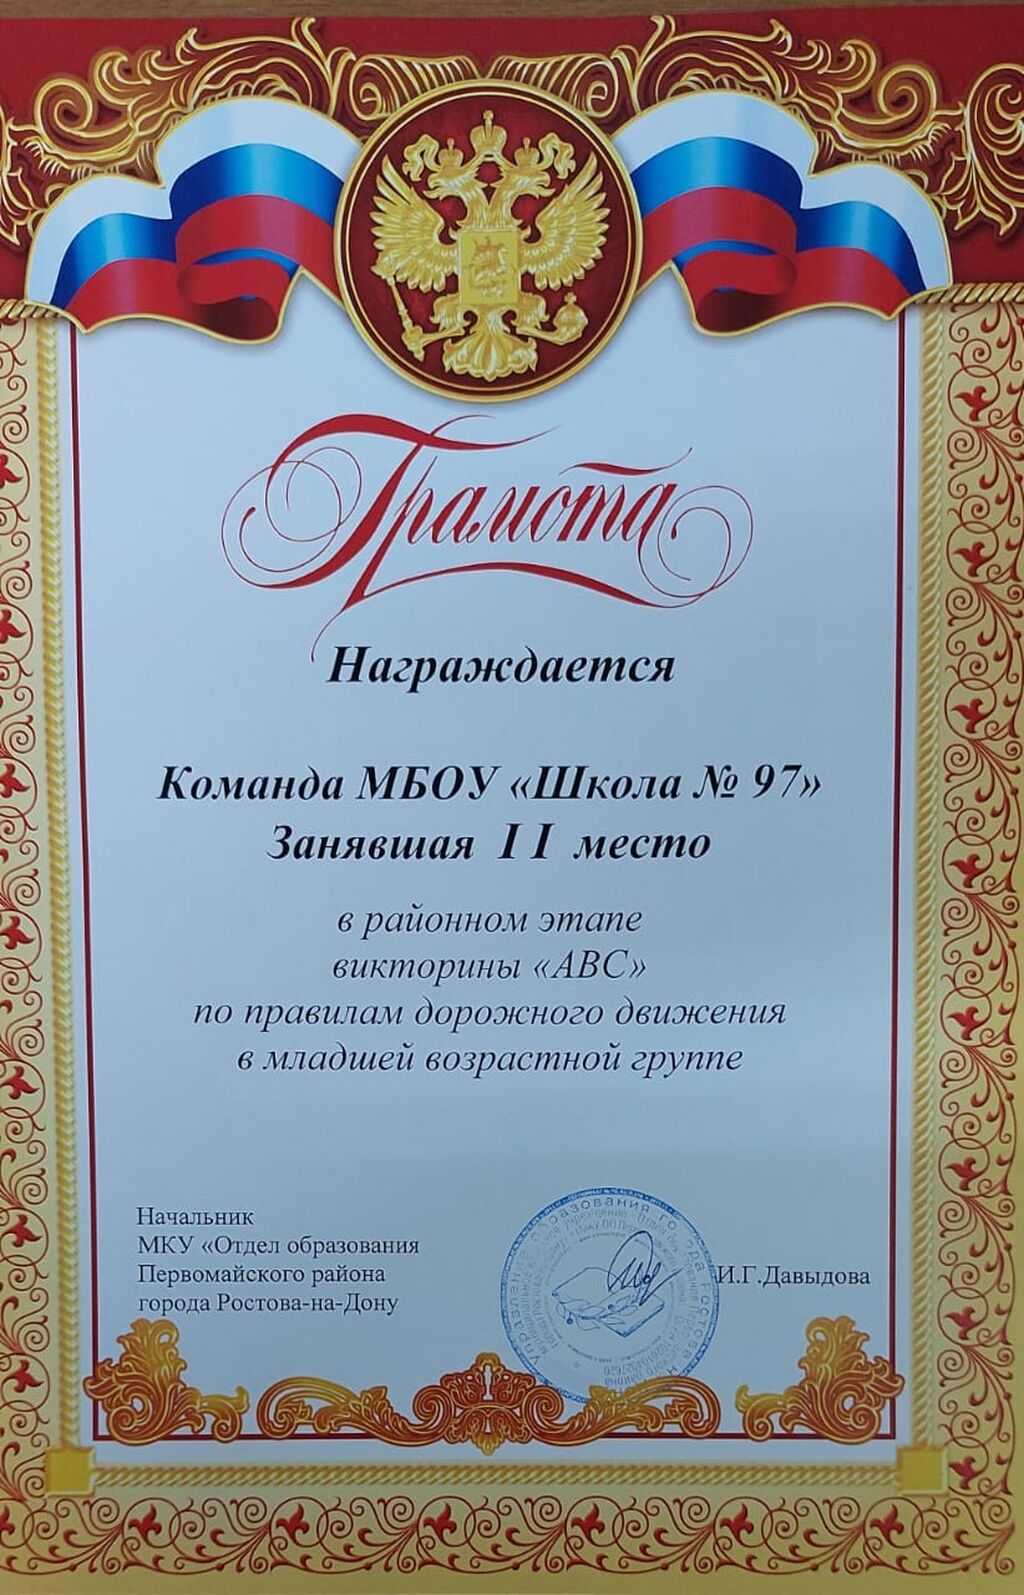 Грамота
Награждается
Команда МБОУ «Школа № 97»
Занявшая II место
в районном этапе
викторины «АВС»
по правилам дорожного движения
в младшей возрастной группе
Начальник
МКУ «Отдел образования
Первомайского района
города Ростова-на-Дону
И.Г.Давыдова